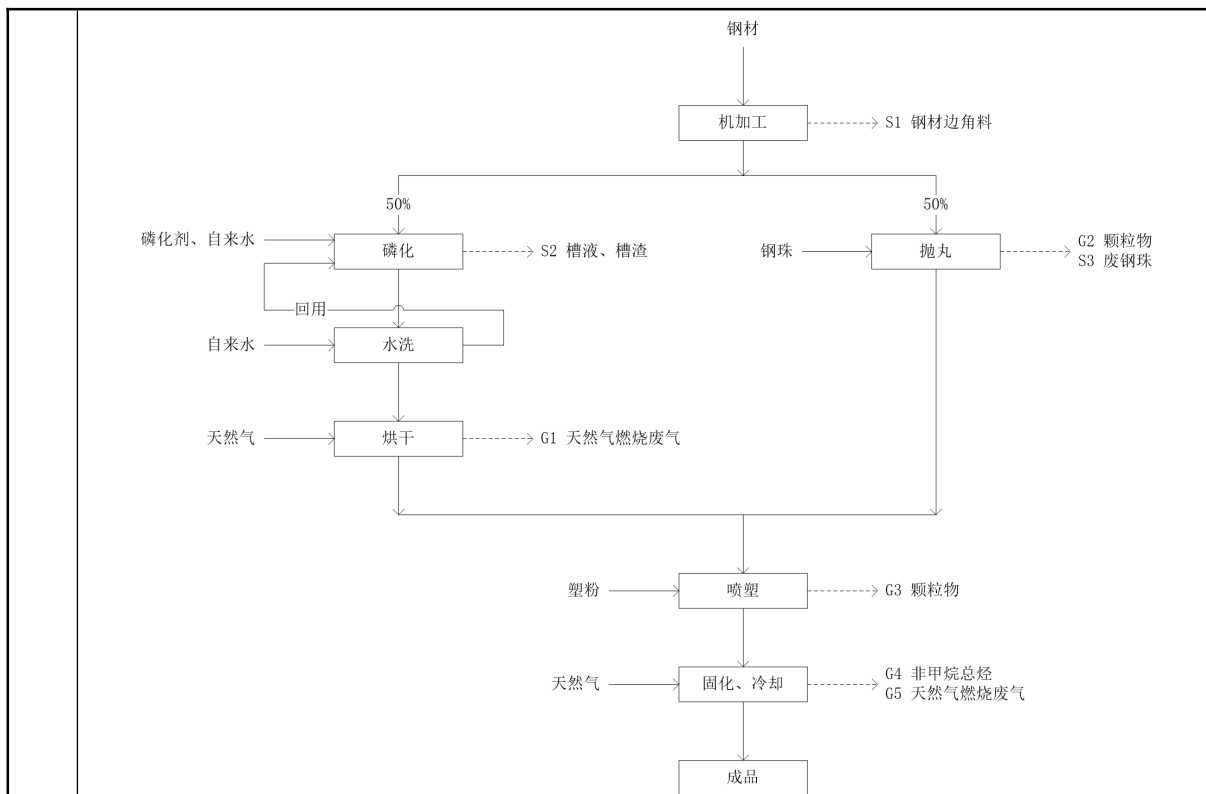 钢材
机加工
S1 钢材边角料
50%
50%
磷化剂、自来水
磷化
S2 槽液、槽渣
钢珠
抛丸
G2 颗粒物
S3 废钢珠
回用
自来水
水洗
天然气
烘干
G1 天然气燃烧废气
塑粉
喷塑
G3 颗粒物
天然气
固化、冷却
G4 非甲烷总烃
G5 天然气燃烧废气
成品